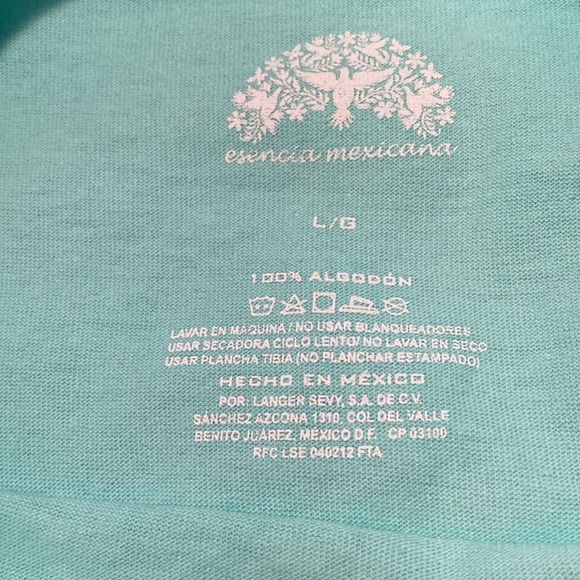 esencia mexicana
L/G
100% ALGODÓN
LAVAR EN MÁQUINA / NO USAR BLANQUEADORES
USAR SECADORA CICLO LENTO/ NO LAVAR EN SECO
USAR PLANCHA TIBIA (NO PLANCHAR ESTAMPADO)
HECHO EN MÉXICO
POR: LANGER SEVY, S.A. DE C.V.
SÁNCHEZ AZCONA 1310, COL DEL VALLE
BENITO JUÁREZ, MÉXICO D.F. CP 03100
RFC LSE 040212 FTA